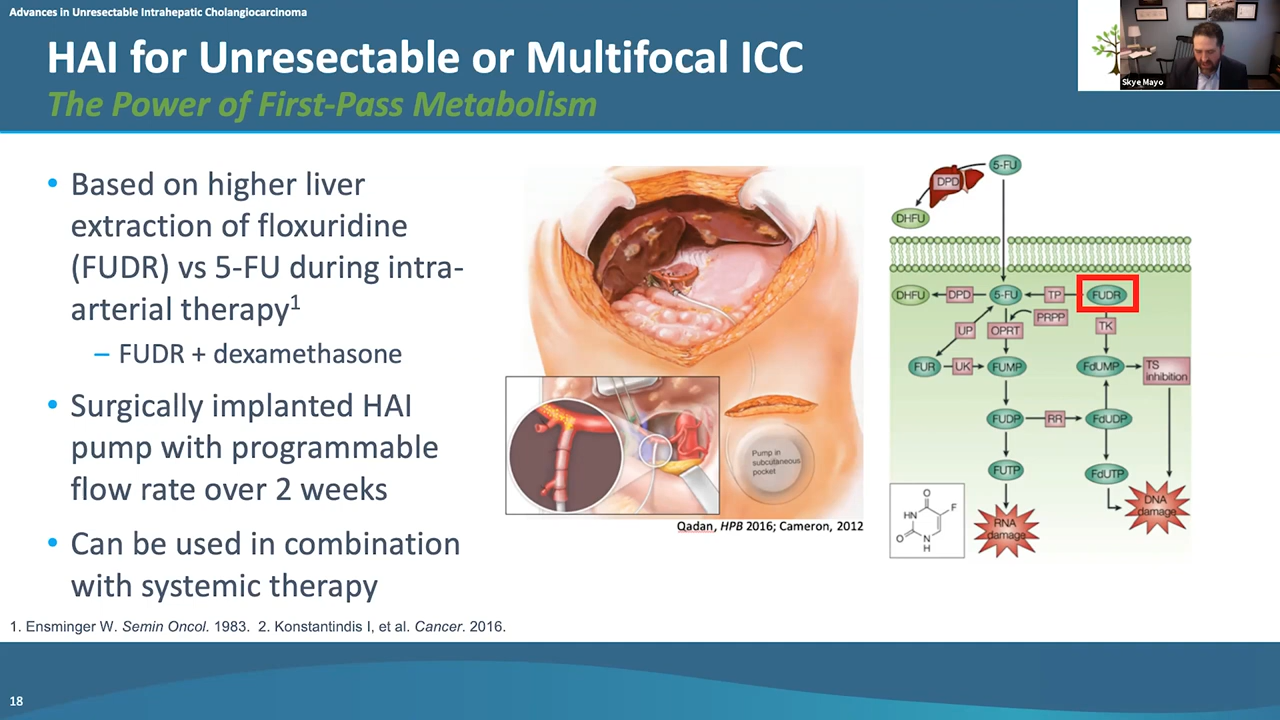 Advances in Unresectable Intrahepatic Cholangiocarcinoma
HAI for Unresectable or Multifocal ICC
The Power of First-Pass Metabolism
Skye Mayo
• Based on higher liver
extraction of floxuridine
(FUDR) vs 5-FU during intra-
arterial therapy1
– FUDR + dexamethasone
• Surgically implanted HAI
pump with programmable
flow rate over 2 weeks
• Can be used in combination
with systemic therapy
Pump in
subcutaneous
pocket
Qadan, HPB 2016; Cameron, 2012
5-FU
DPD
DHFU
DHFU
DPD
5-FU
TP
FUDR
UP
OPRT
PRPP
TK
FUR
UK
FUMP
FdUMP
TS
inhibition
FUDP
RR
FdUDP
FUTP
FdUTP
RNA
damage
DNA
damage
O
F
HN
O
N
H
1. Ensminger W. Semin Oncol. 1983. 2. Konstantindis I, et al. Cancer. 2016.
18